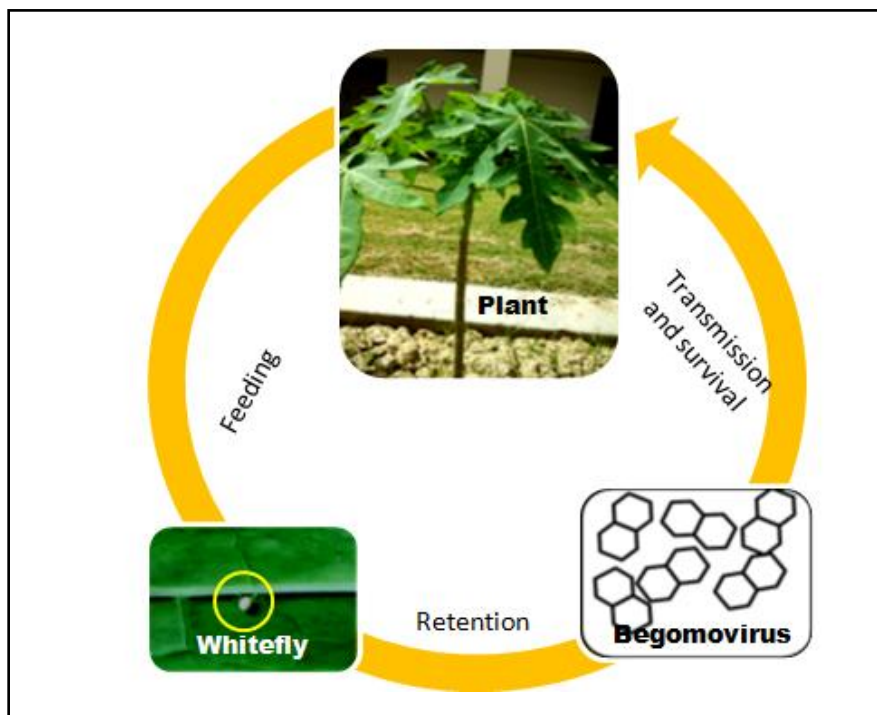 Plant
Feeding
Transmission
and survival
Whitefly
Retention
Begomovirus